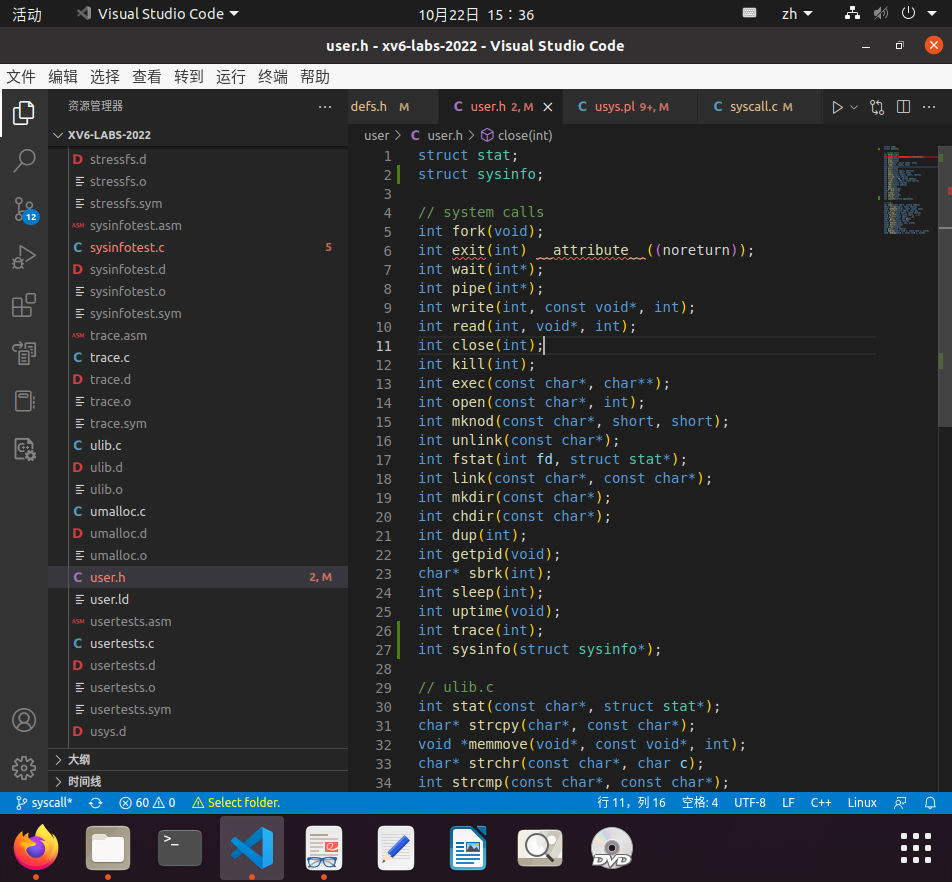 活动 Visual Studio Code 10月22日 15：36 zh
user.h - xv6-labs-2022 - Visual Studio Code
文件 编辑 选择 查看 转到 运行 终端 帮助
资源管理器 ···
XV6-LABS-2022
D stressfs.d
stressfs.o
stressfs.sym
ASM sysinfotest.asm
C sysinfotest.c 5
D sysinfotest.d
sysinfotest.o
sysinfotest.sym
ASM trace.asm
C trace.c
D trace.d
trace.o
trace.sym
C ulib.c
D ulib.d
ulib.o
C umalloc.c
D umalloc.d
umalloc.o
C user.h 2, M
user.ld
ASM usertests.asm
C usertests.c
D usertests.d
usertests.o
usertests.sym
D usys.d
大纲
时间线
12
defs.h M C user.h 2, M C usys.pl 9+, M C syscall.c M ···
user > C user.h > close(int)
1 struct stat;
2 struct sysinfo;
3
4 // system calls
5 int fork(void);
6 int exit(int) __attribute__((noreturn));
7 int wait(int*);
8 int pipe(int*);
9 int write(int, const void*, int);
10 int read(int, void*, int);
11 int close(int);
12 int kill(int);
13 int exec(const char*, char**);
14 int open(const char*, int);
15 int mknod(const char*, short, short);
16 int unlink(const char*);
17 int fstat(int fd, struct stat*);
18 int link(const char*, const char*);
19 int mkdir(const char*);
20 int chdir(const char*);
21 int dup(int);
22 int getpid(void);
23 char* sbrk(int);
24 int sleep(int);
25 int uptime(void);
26 int trace(int);
27 int sysinfo(struct sysinfo*);
28
29 // ulib.c
30 int stat(const char*, struct stat*);
31 char* strcpy(char*, const char*);
32 void *memmove(void*, const void*, int);
33 char* strchr(const char*, char c);
34 int strcmp(const char*, const char*);
syscall* 60 0 Select folder. 行 11，列 16 空格: 4 UTF-8 LF C++ Linux
>_
DVD